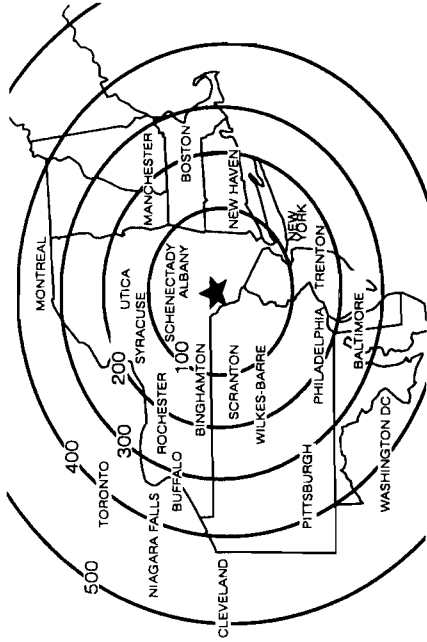 MONTREAL
TORONTO
500
400
300
200
100
NIAGARA FALLS
BUFFALO
ROCHESTER
SYRACUSE
UTICA
SCHENECTADY
ALBANY
MANCHESTER
BOSTON
BINGHAMTON
SCRANTON
WILKES-BARRE
NEW HAVEN
NEW
YORK
TRENTON
CLEVELAND
PITTSBURGH
PHILADELPHIA
BALTIMORE
WASHINGTON DC